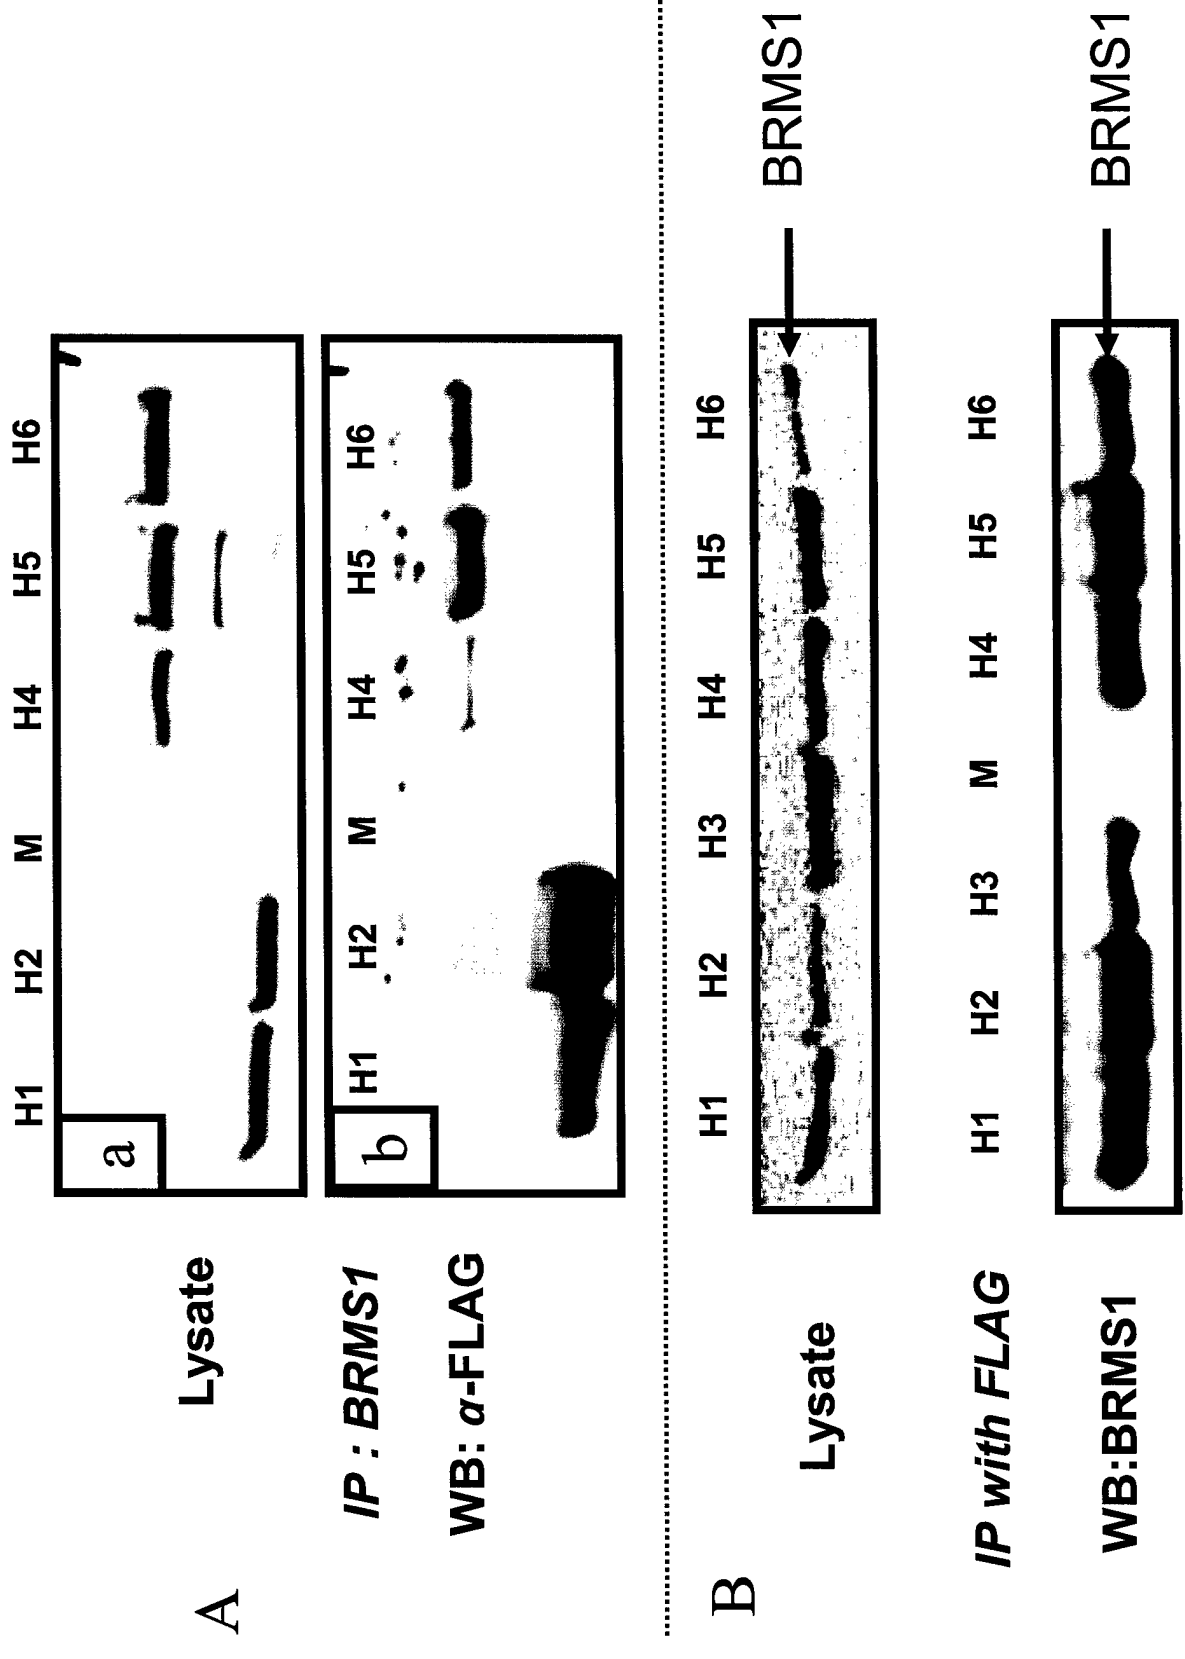 A
Lysate
H1 H2 M H4 H5 H6
a
IP : BRMS1
WB: α-FLAG
b
H1 H2 M H4 H5 H6
B
Lysate
H1 H2 H3 H4 H5 H6
BRMS1
IP with FLAG
WB:BRMS1
H1 H2 H3 M H4 H5 H6
BRMS1